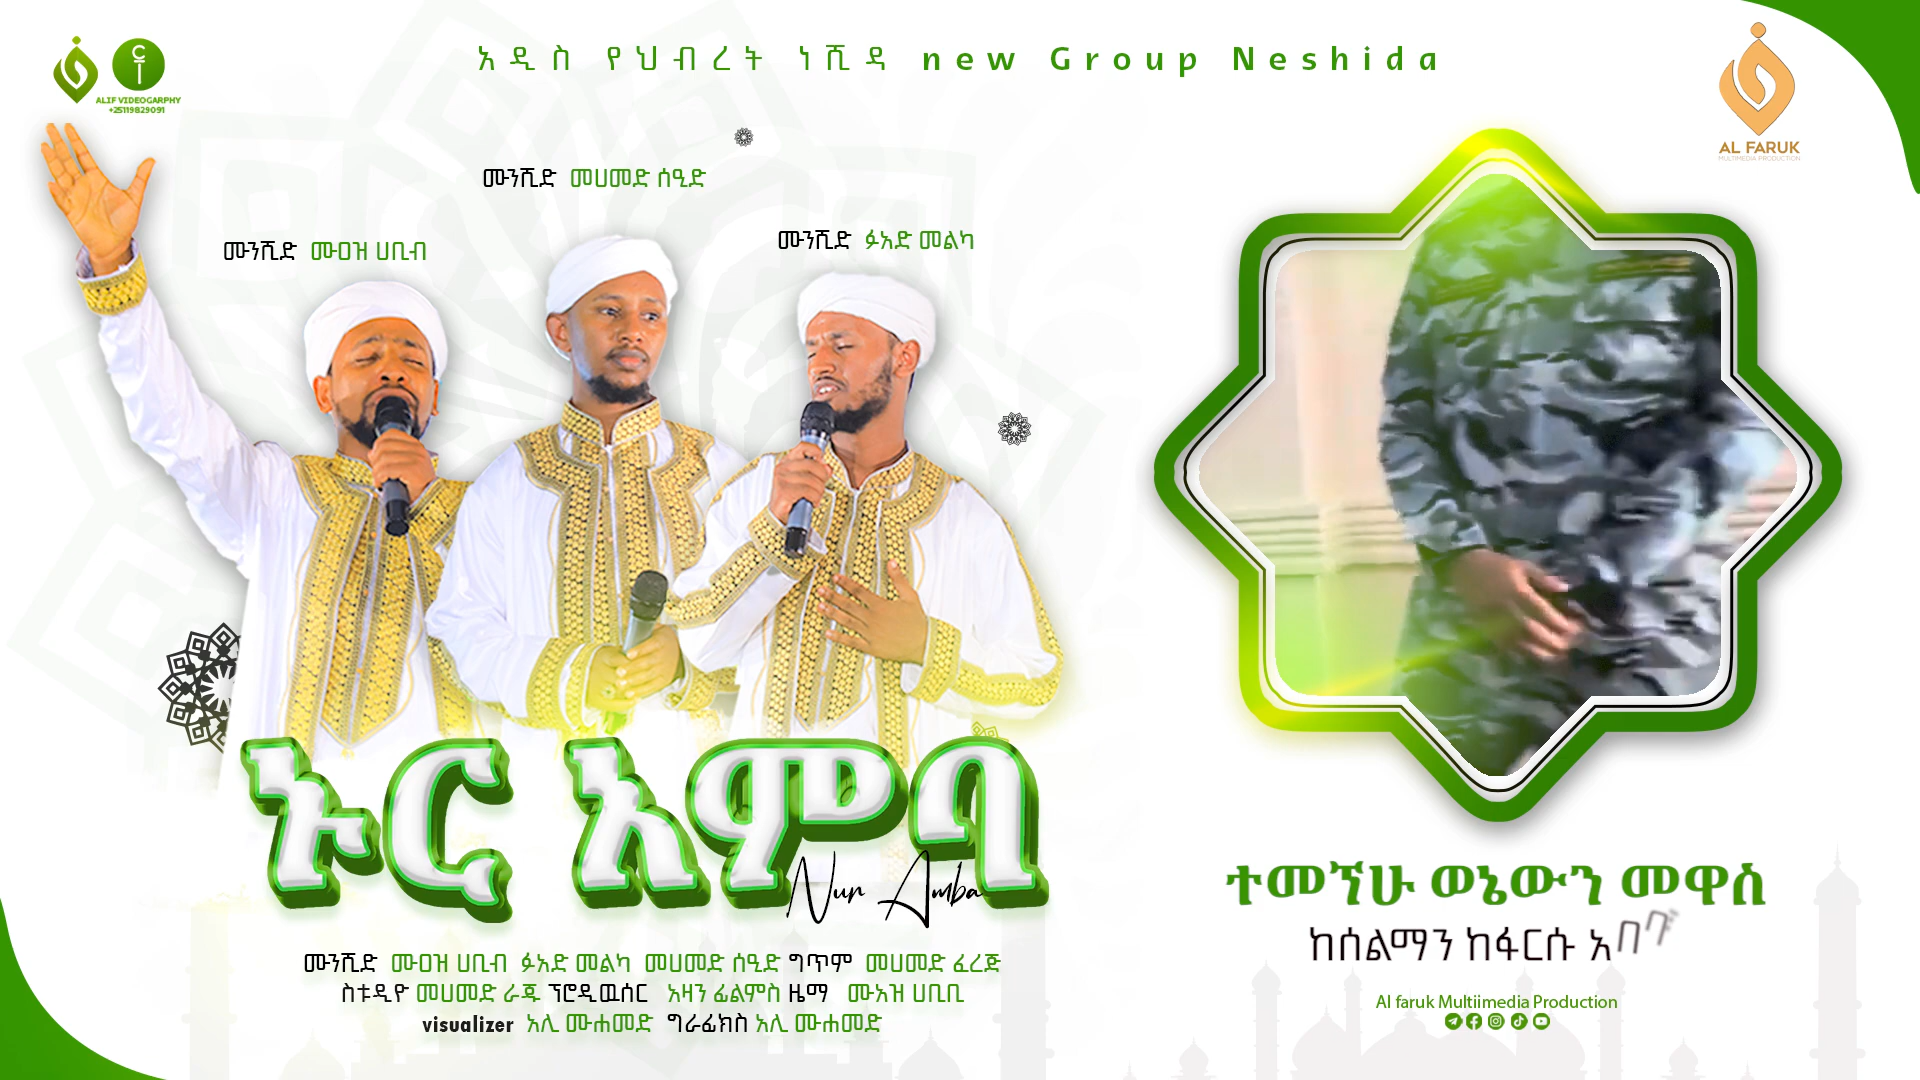 አዲስ የህብረት ነሺዳ new Group Neshida
ALIF VIDEOGARPHY
+25119829091
AL FARUK
MULTIMEDIA PRODUCTION
ሙንሺድ መሀመድ ሰዒድ
ሙንሺድ ፉአድ መልካ
ሙንሺድ ሙዐዝ ሀቢብ
ኑር አምባ
Nur Amba
ተመኘሁ ወኔውን መዋስ
ከሰልማን ከፋርሱ አበባ
ሙንሺድ ሙዐዝ ሀቢብ ፉአድ መልካ መሀመድ ሰዒድ ግጥም መሀመድ ፈረጅ
ስቱዲዮ መሀመድ ራጁ ፕሮዲዉሰር አዛን ፊልምስ ዜማ ሙአዝ ሀቢቢ
visualizer አሊ ሙሐመድ ግራፊክስ አሊ ሙሐመድ
Al faruk Multiimedia Production